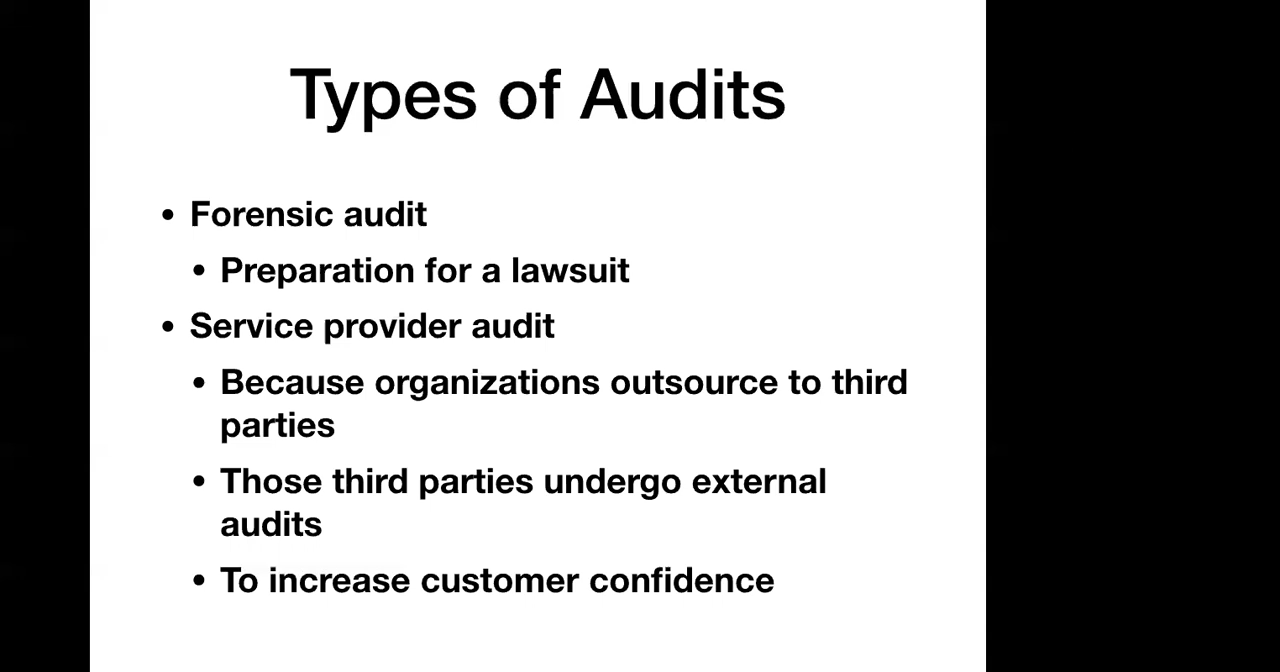 Types of Audits
• Forensic audit
• Preparation for a lawsuit
• Service provider audit
• Because organizations outsource to third
parties
• Those third parties undergo external
audits
• To increase customer confidence